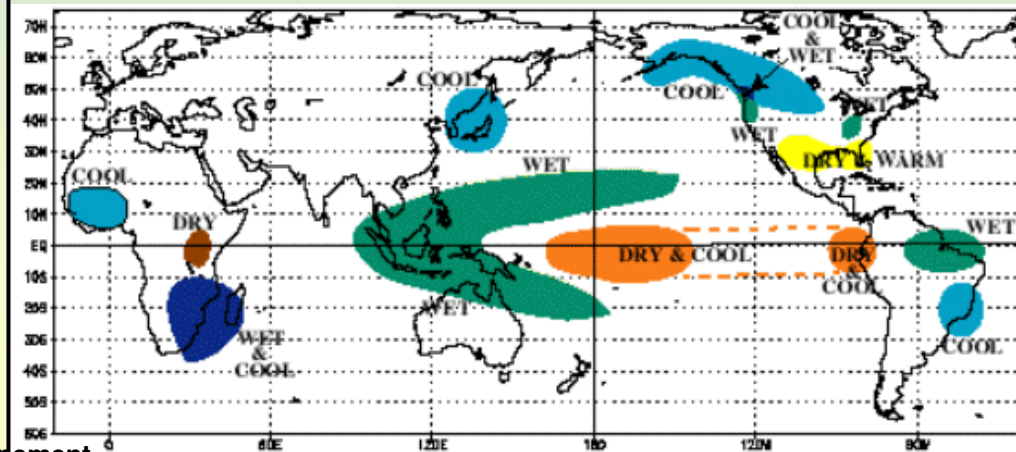 70N
60N
50N
40N
30N
20N
10N
EQ
10S
20S
30S
40S
50S
60S
COOL
&
WET
COOL
COOL
WET
WET
DRY & WARM
COOL
WET
DRY
WET
DRY & COOL
DRY
&
COOL
WET
WET
&
COOL
COOL
0
60E
120E
180
120W
60W